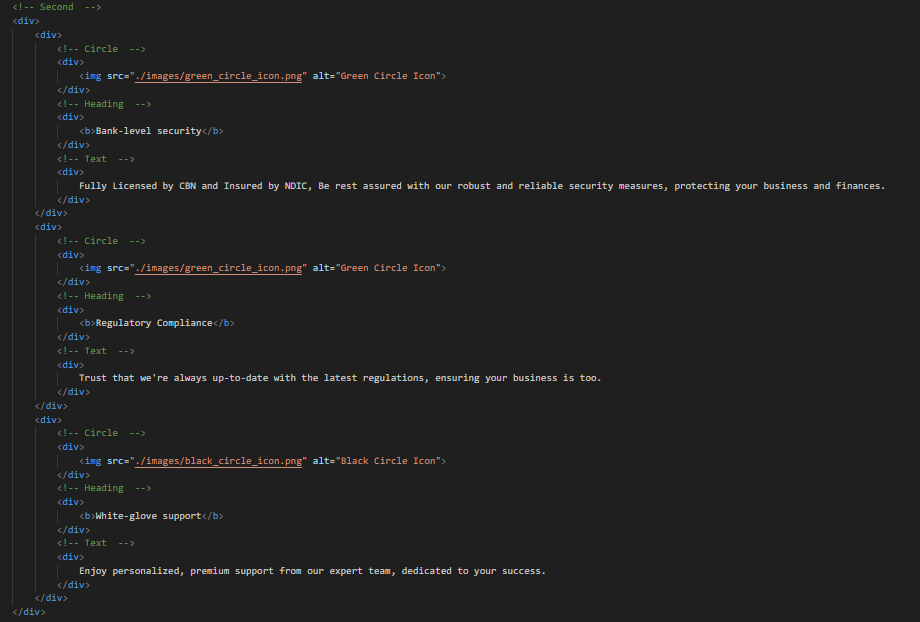 <!-- Second  -->
<div>
    <div>
        <!-- Circle  -->
        <div>
            <img src="./images/green_circle_icon.png" alt="Green Circle Icon">
        </div>
        <!-- Heading  -->
        <div>
            <b>Bank-level security</b>
        </div>
        <!-- Text  -->
        <div>
            Fully Licensed by CBN and Insured by NDIC, Be rest assured with our robust and reliable security measures, protecting your business and finances.
        </div>
    </div>
    <div>
        <!-- Circle  -->
        <div>
            <img src="./images/green_circle_icon.png" alt="Green Circle Icon">
        </div>
        <!-- Heading  -->
        <div>
            <b>Regulatory Compliance</b>
        </div>
        <!-- Text  -->
        <div>
            Trust that we're always up-to-date with the latest regulations, ensuring your business is too.
        </div>
    </div>
    <div>
        <!-- Circle  -->
        <div>
            <img src="./images/black_circle_icon.png" alt="Black Circle Icon">
        </div>
        <!-- Heading  -->
        <div>
            <b>White-glove support</b>
        </div>
        <!-- Text  -->
        <div>
            Enjoy personalized, premium support from our expert team, dedicated to your success.
        </div>
    </div>
</div>